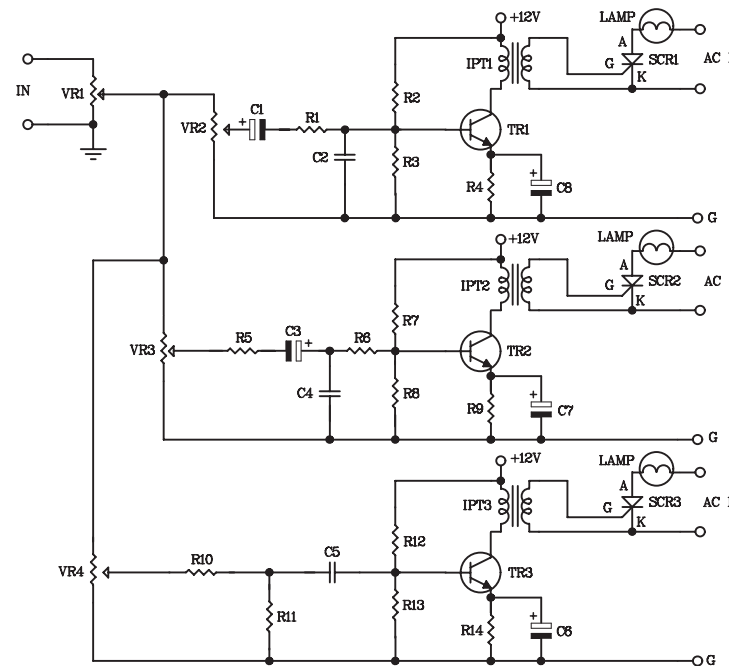 +12V
LAMP
A
IPT1
SCR1
AC
G
K
IN
VR1
R2
C1
+
R1
VR2
TR1
C2
R3
+
R4
C8
G
+12V
LAMP
A
IPT2
SCR2
AC
G
K
R7
R5
C3
+
R6
VR3
TR2
C4
R8
+
R9
C7
G
+12V
LAMP
A
IPT3
SCR3
AC
G
K
R12
C5
R10
VR4
TR3
R11
R13
+
R14
C6
G